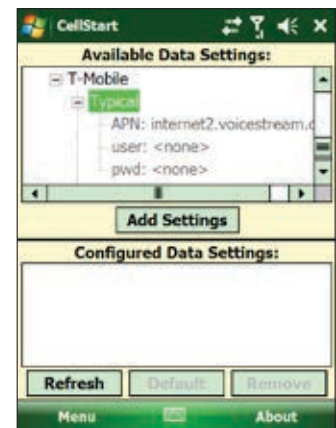 CellStart
Available Data Settings:
T-Mobile
Typical
APN: internet2.voicestream.c
user: <none>
pwd: <none>
Add Settings
Configured Data Settings:
Refresh Default Remove
Menu About